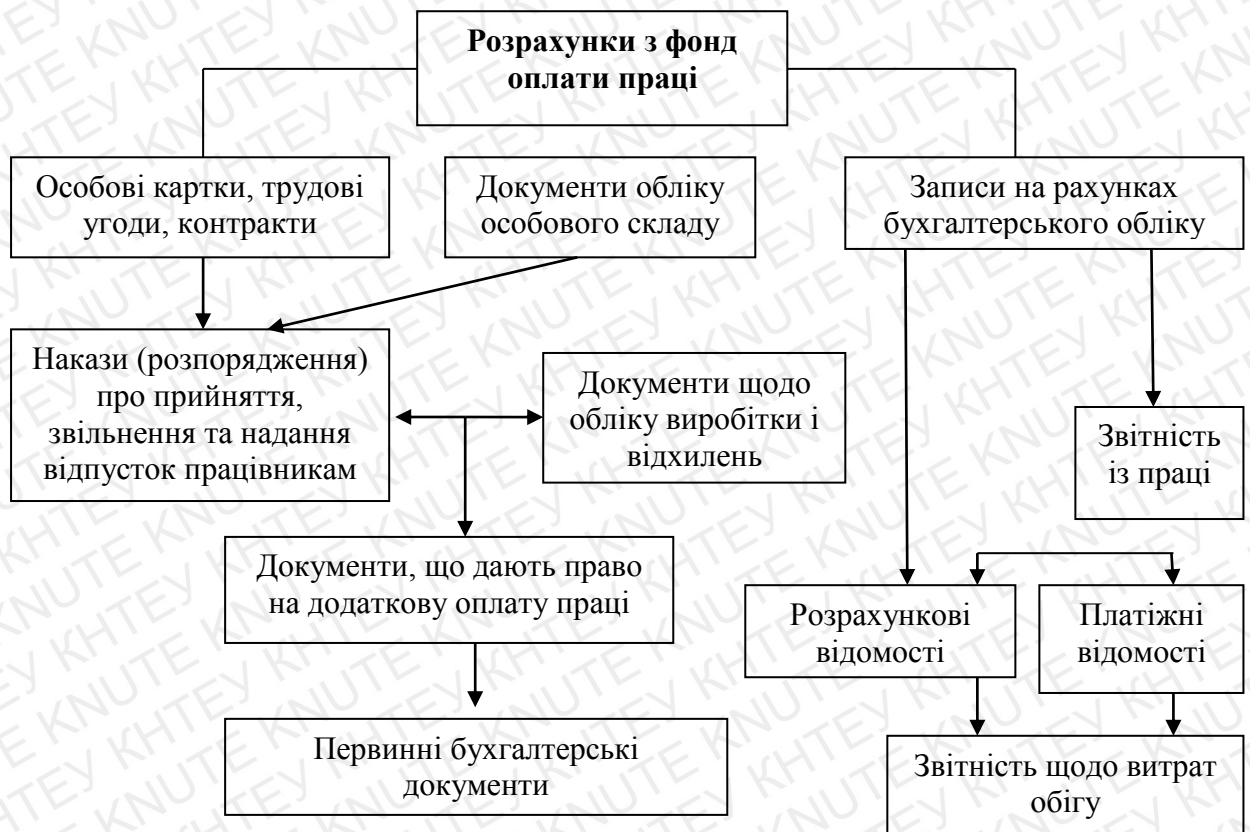 Розрахунки з фонд
оплати праці
Особові картки, трудові
угоди, контракти
Документи обліку
особового складу
Записи на рахунках
бухгалтерського обліку
Накази (розпорядження)
про прийняття,
звільнення та надання
відпусток працівникам
Документи щодо
обліку виробітки і
відхилень
Звітність
із праці
Документи, що дають право
на додаткову оплату праці
Розрахункові
відомості
Платіжні
відомості
Первинні бухгалтерські
документи
Звітність щодо витрат
обігу